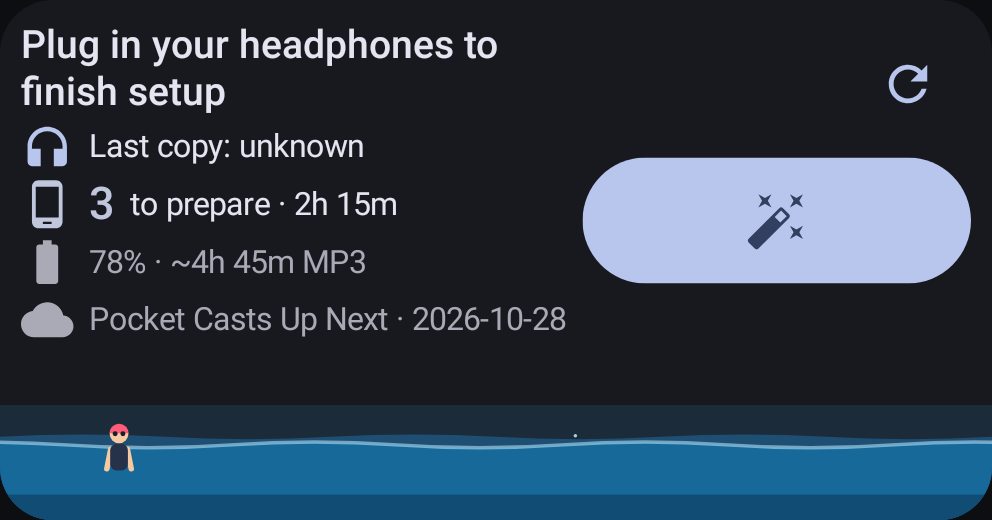 Plug in your headphones to
finish setup
Last copy: unknown
3 to prepare · 2h 15m
78% · ~4h 45m MP3
Pocket Casts Up Next · 2026-10-28